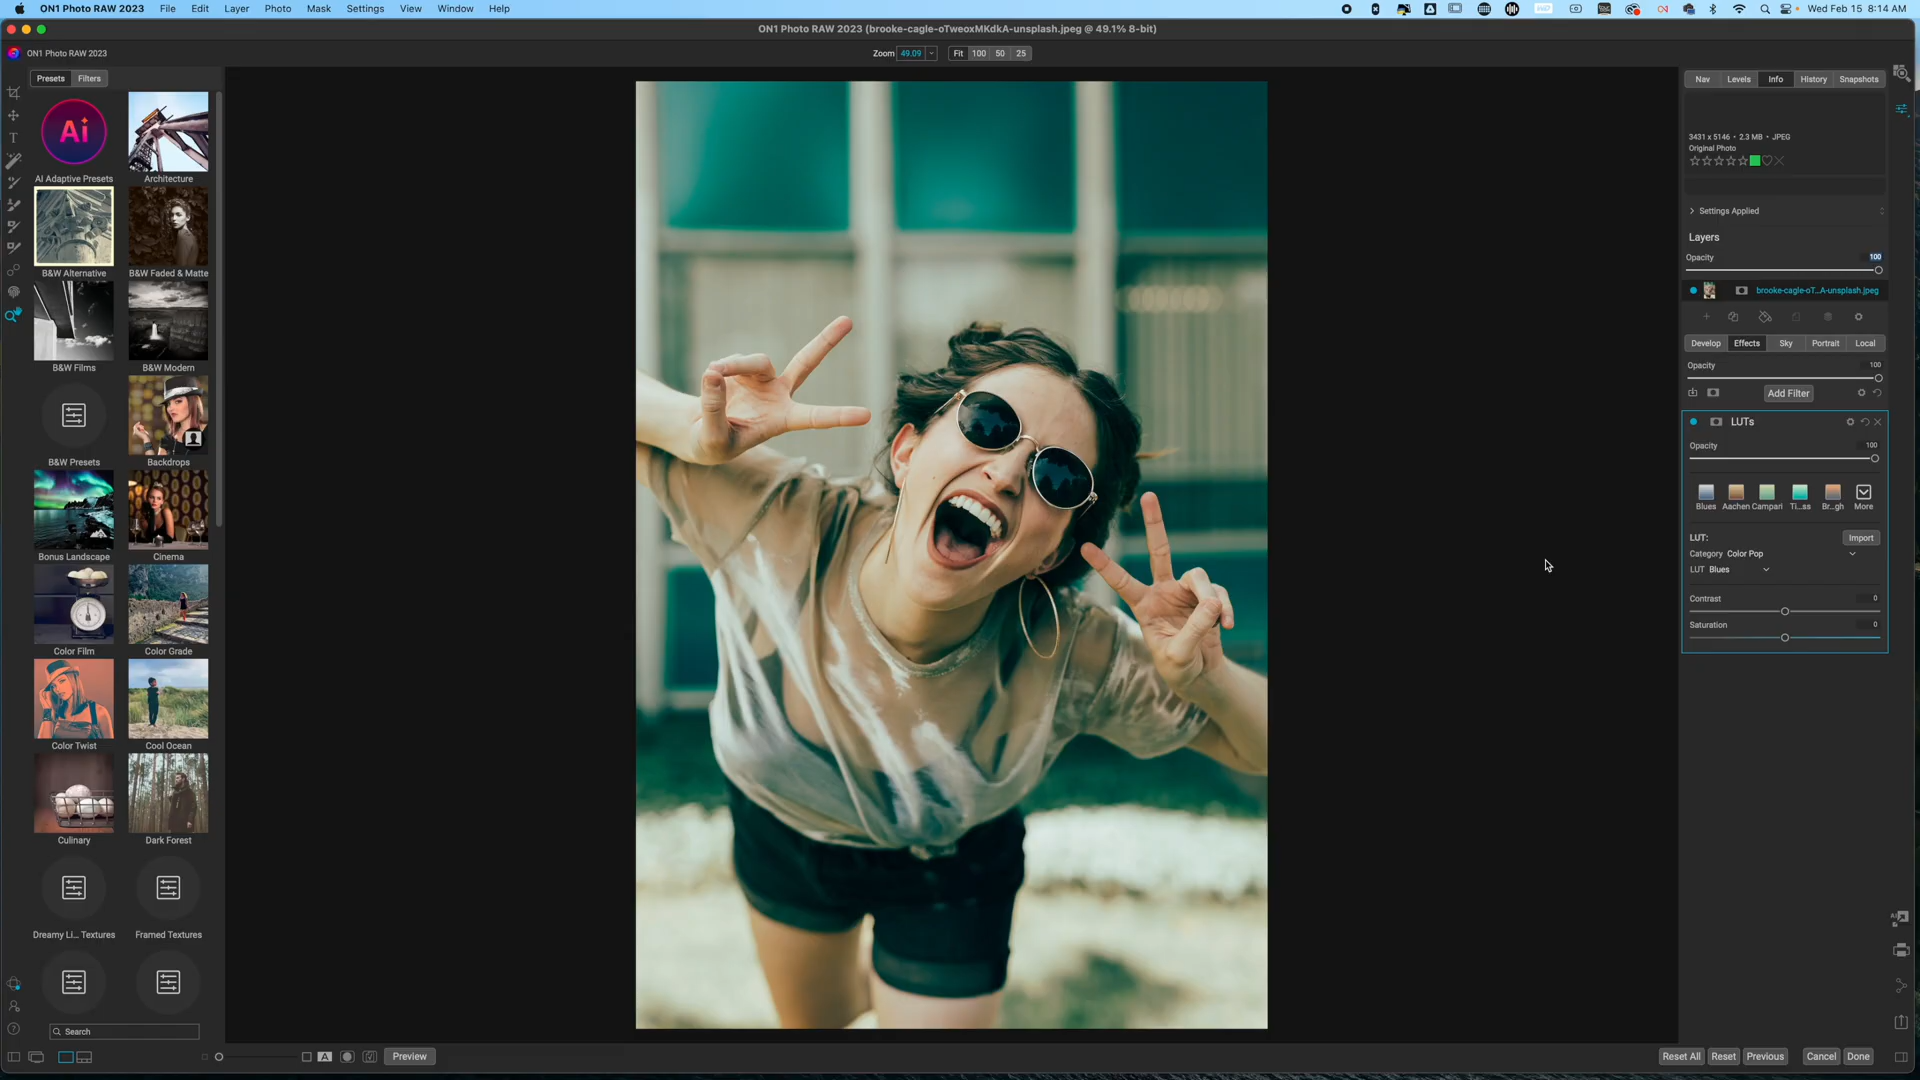 ON1 Photo RAW 2023 File Edit Layer Photo Mask Settings View Window Help
Wed Feb 15 8:14 AM
ON1 Photo RAW 2023 (brooke-cagle-oTweoxMKdkA-unsplash.jpeg @ 49.1% 8-bit)
ON1 Photo RAW 2023
Zoom 49.09 Fit 100 50 25
Presets Filters
Ai
AI Adaptive Presets Architecture
B&W Alternative B&W Faded & Matte
B&W Films B&W Modern
B&W Presets Backdrops
Bonus Landscape Cinema
Color Film Color Grade
Color Twist Cool Ocean
Culinary Dark Forest
Dreamy Li... Textures Framed Textures
Search
Preview
Nav Levels Info History Snapshots
3431 x 5146 • 2.3 MB • JPEG
Original Photo
Settings Applied
Layers
Opacity 100
brooke-cagle-oT...A-unsplash.jpeg
Develop Effects Sky Portrait Local
Opacity 100
Add Filter
LUTs
Opacity 100
Blues Aachen Campari Ti...ss Br...gh More
LUT: Import
Category Color Pop
LUT Blues
Contrast 0
Saturation 0
Reset All Reset Previous Cancel Done